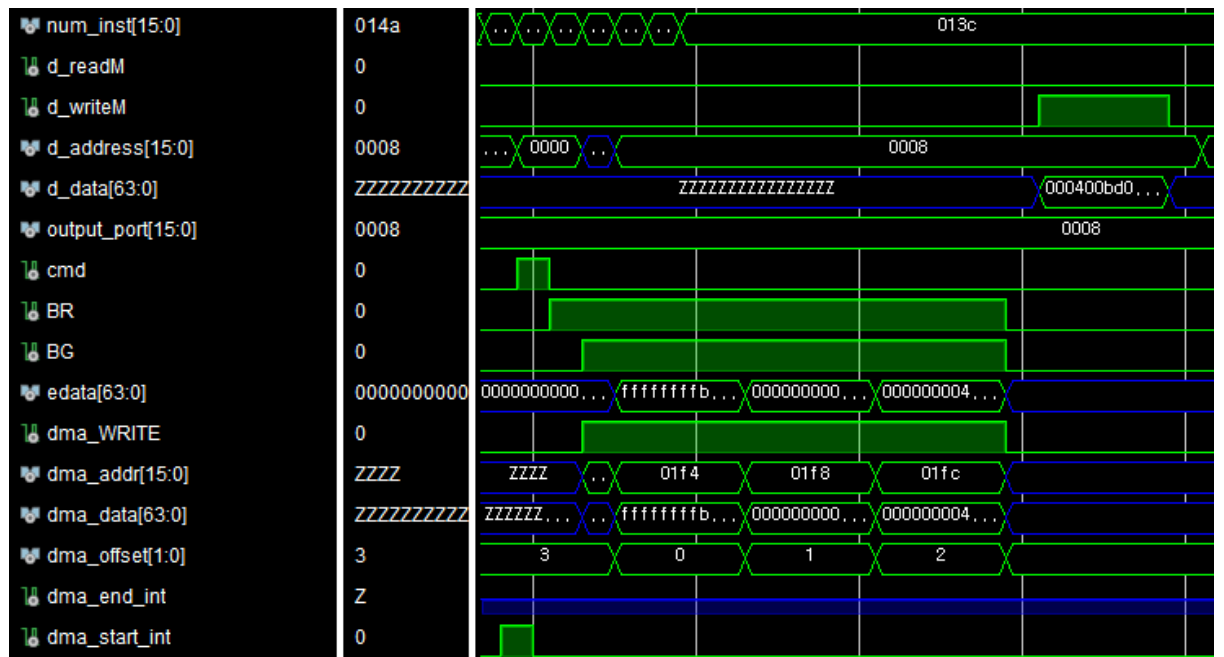 num_inst[15:0] 014a .. .. .. .. .. .. 013c
d_readM 0
d_writeM 0
d_address[15:0] 0008 ... 0000 .. 0008
d_data[63:0] ZZZZZZZZZZ ZZZZZZZZZZZZZZZZ 000400bd0...
output_port[15:0] 0008 0008
cmd 0
BR 0
BG 0
edata[63:0] 0000000000 0000000000... ffffffffb... 000000000... 000000004...
dma_WRITE 0
dma_addr[15:0] ZZZZ ZZZZ .. 01f4 01f8 01fc
dma_data[63:0] ZZZZZZZZZZ ZZZZZZ... .. ffffffffb... 000000000... 000000004...
dma_offset[1:0] 3 3 0 1 2
dma_end_int Z
dma_start_int 0